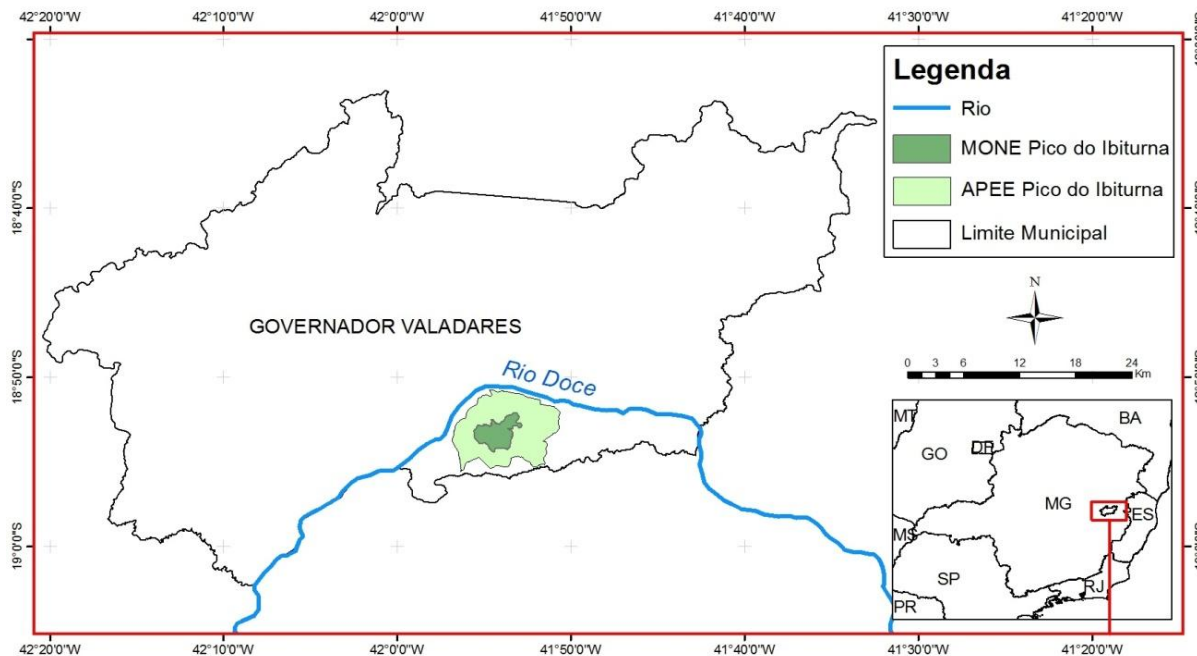 42°20'0"W 42°10'0"W 42°0'0"W 41°50'0"W 41°40'0"W 41°30'0"W 41°20'0"W
Legenda
Rio
MONE Pico do Ibiturna
APEE Pico do Ibiturna
Limite Municipal
18°40'0"S
N
GOVERNADOR VALADARES
0 3 6 12 18 24
Km
18°50'0"S
Rio Doce
MT
BA
GO
DF
MG
ES
MS
SP
RJ
PR
19°0'0"S
42°20'0"W 42°10'0"W 42°0'0"W 41°50'0"W 41°40'0"W 41°30'0"W 41°20'0"W